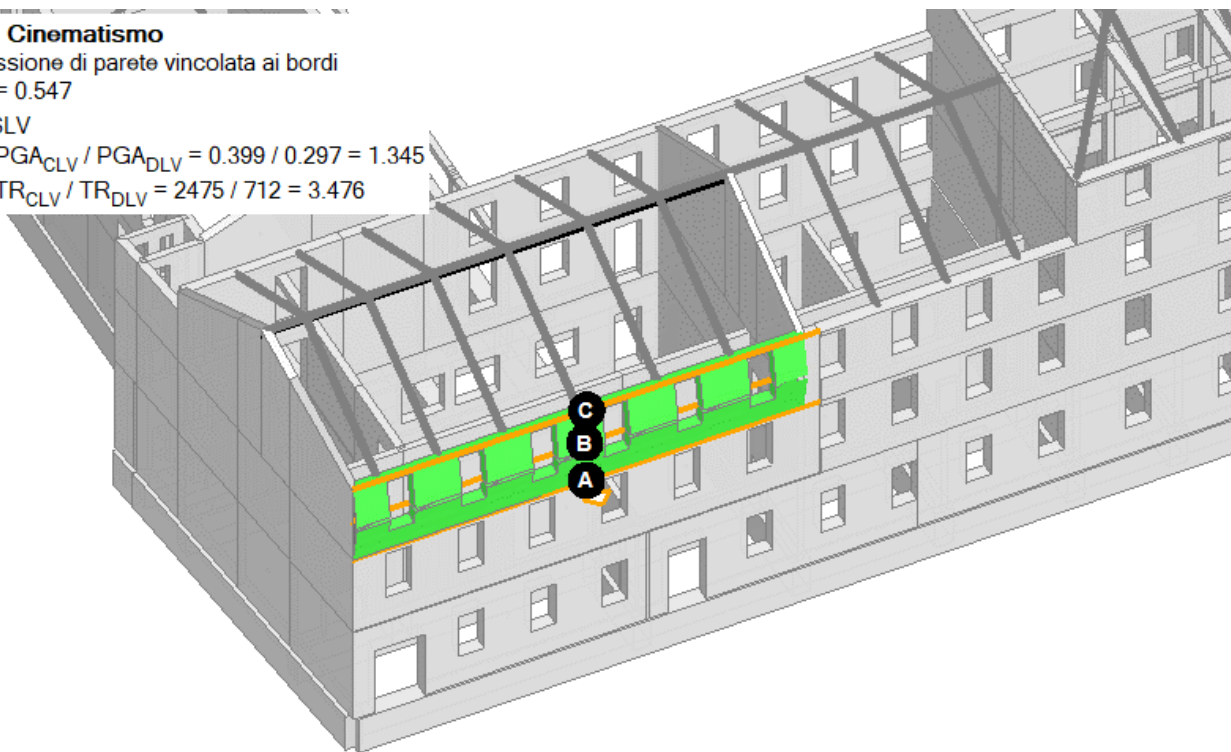 Cinematismo
ssione di parete vincolata ai bordi
= 0.547
SLV
PGA_CLV / PGA_DLV = 0.399 / 0.297 = 1.345
TR_CLV / TR_DLV = 2475 / 712 = 3.476
C
B
A